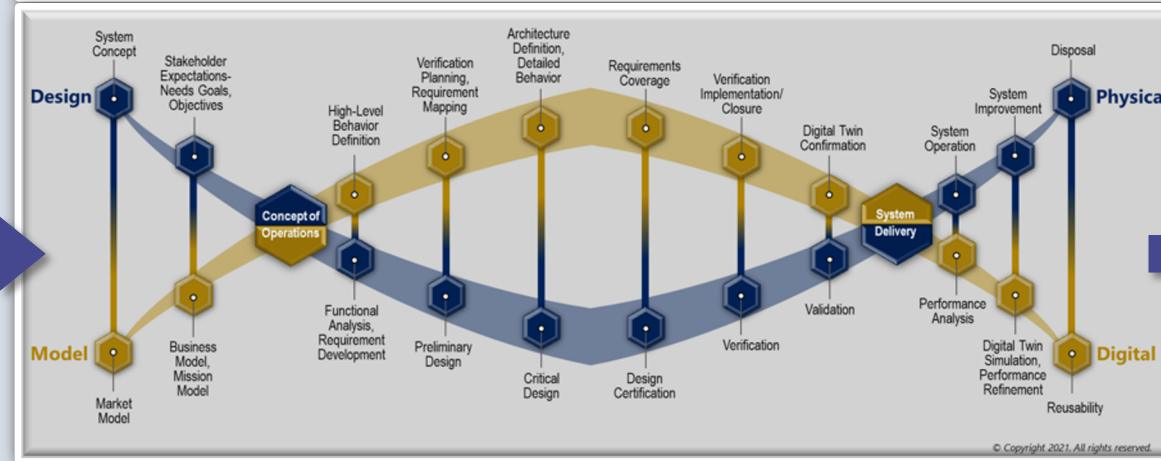 System
Concept
Stakeholder
Expectations-
Needs Goals,
Objectives
High-Level
Behavior
Definition
Verification
Planning,
Requirement
Mapping
Architecture
Definition,
Detailed
Behavior
Requirements
Coverage
Verification
Implementation/
Closure
Digital Twin
Confirmation
System
Operation
System
Improvement
Disposal
Design
Physica
Concept of
Operations
System
Delivery
Model
Digital
Market
Model
Business
Model,
Mission
Model
Functional
Analysis,
Requirement
Development
Preliminary
Design
Critical
Design
Design
Certification
Verification
Validation
Performance
Analysis
Digital Twin
Simulation,
Performance
Refinement
Reusability
© Copyright 2021. All rights reserved.